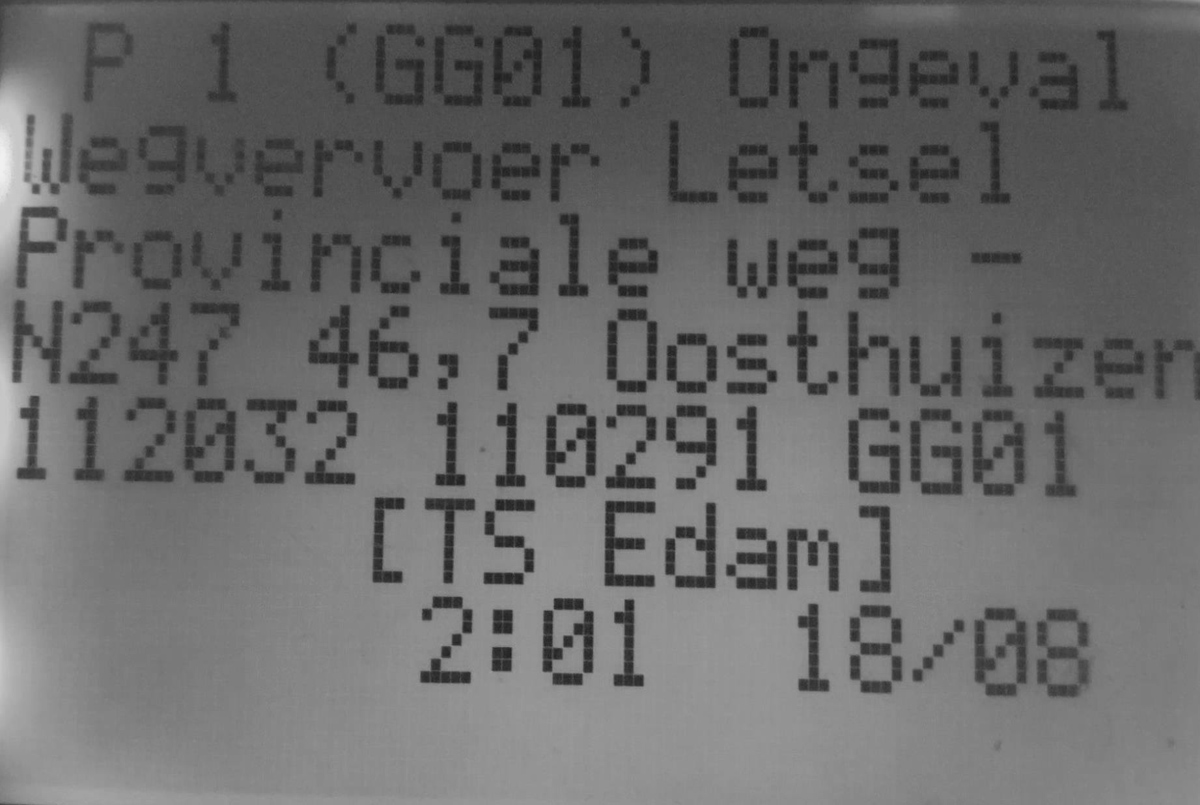 P 1 (GG01) Ongeval
Wegvervoer Letsel
Provinciale weg -
N247 46,7 Oosthuizen
112032 110291 GG01
[TS Edam]
2:01 18/08